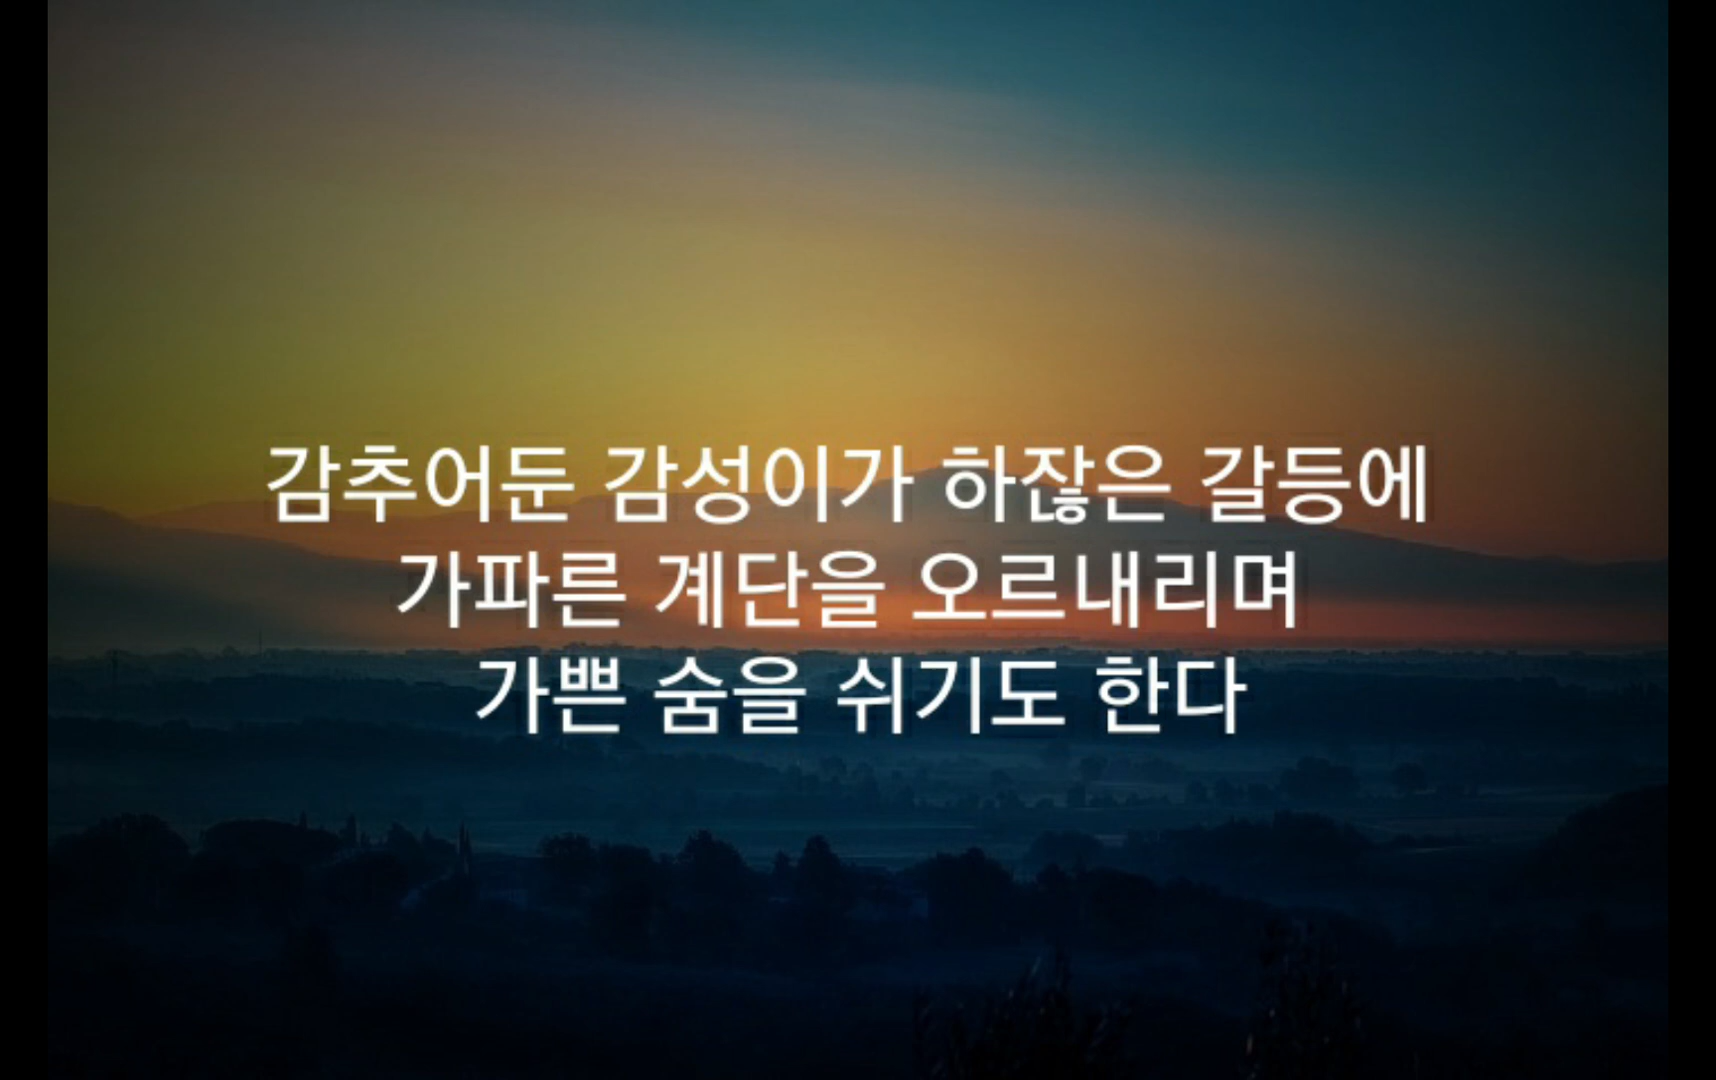 감추어둔 감성이가 하잖은 갈등에
가파른 계단을 오르내리며
가쁜 숨을 쉬기도 한다